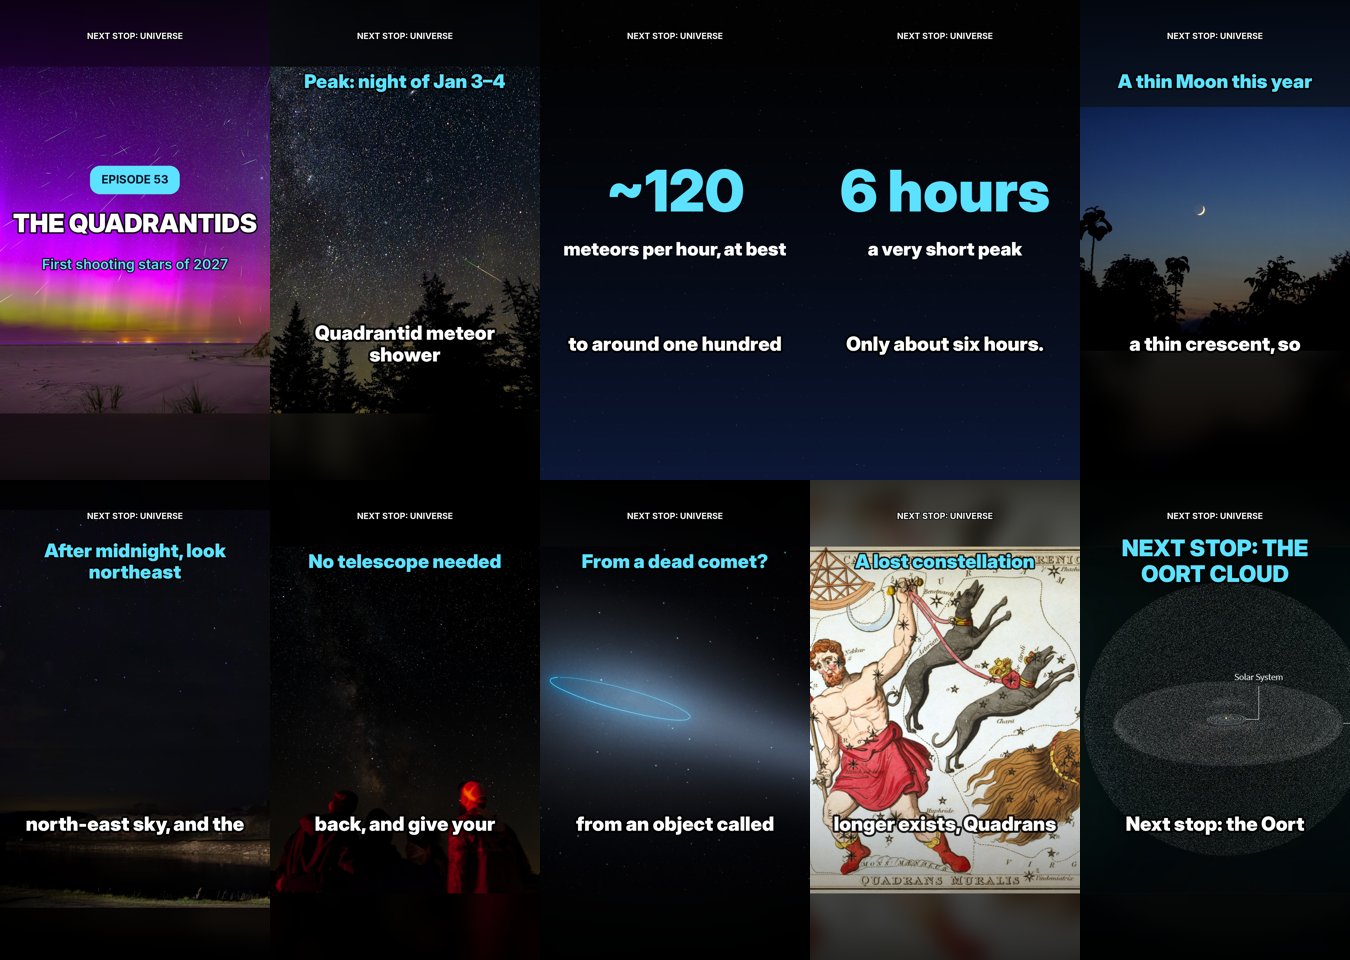 NEXT STOP: UNIVERSE
EPISODE 53
THE QUADRANTIDS
First shooting stars of 2027
NEXT STOP: UNIVERSE
Peak: night of Jan 3–4
Quadrantid meteor
shower
NEXT STOP: UNIVERSE
~120
meteors per hour, at best
to around one hundred
NEXT STOP: UNIVERSE
6 hours
a very short peak
Only about six hours.
NEXT STOP: UNIVERSE
A thin Moon this year
a thin crescent, so
NEXT STOP: UNIVERSE
After midnight, look
northeast
north-east sky, and the
NEXT STOP: UNIVERSE
No telescope needed
back, and give your
NEXT STOP: UNIVERSE
From a dead comet?
from an object called
NEXT STOP: UNIVERSE
A lost constellation
Asterion
Chara
longer exists, Quadrans
MONS MÆNALUS
VIRG
QUADRANS MURALIS
NEXT STOP: UNIVERSE
NEXT STOP: THE
OORT CLOUD
Solar System
Next stop: the Oort